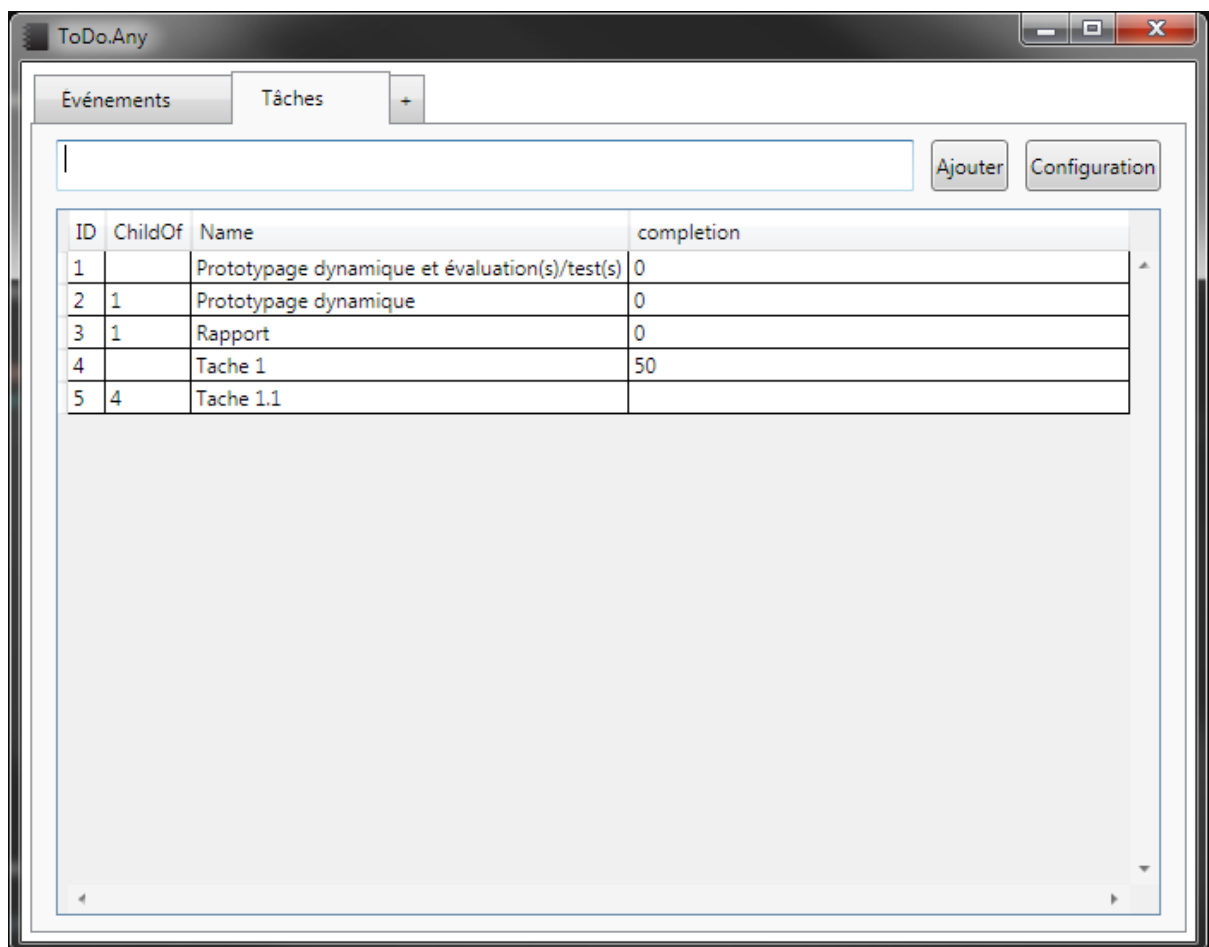 ToDo.Any
Événements Tâches +
Ajouter Configuration
ID ChildOf Name completion
1 Prototypage dynamique et évaluation(s)/test(s) 0
2 1 Prototypage dynamique 0
3 1 Rapport 0
4 Tache 1 50
5 4 Tache 1.1